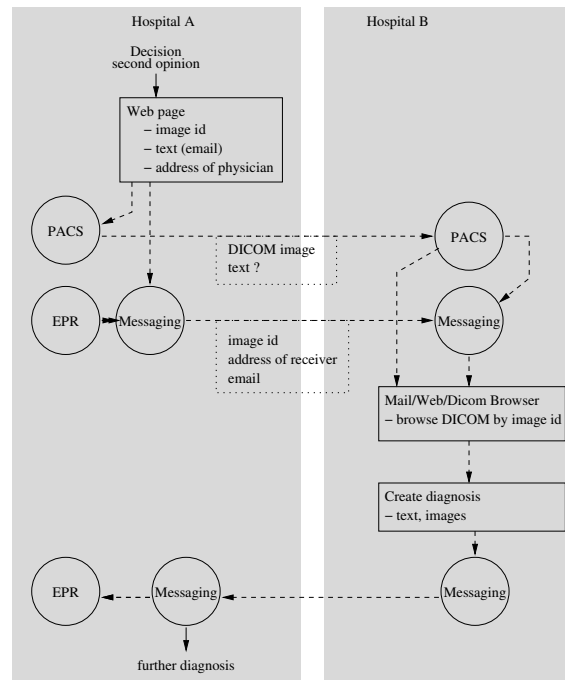 Hospital A
Hospital B
Decision
second opinion
Web page
– image id
– text (email)
– address of physician
PACS
PACS
DICOM image
text ?
EPR
Messaging
Messaging
image id
address of receiver
email
Mail/Web/Dicom Browser
– browse DICOM by image id
Create diagnosis
– text, images
EPR
Messaging
Messaging
further diagnosis